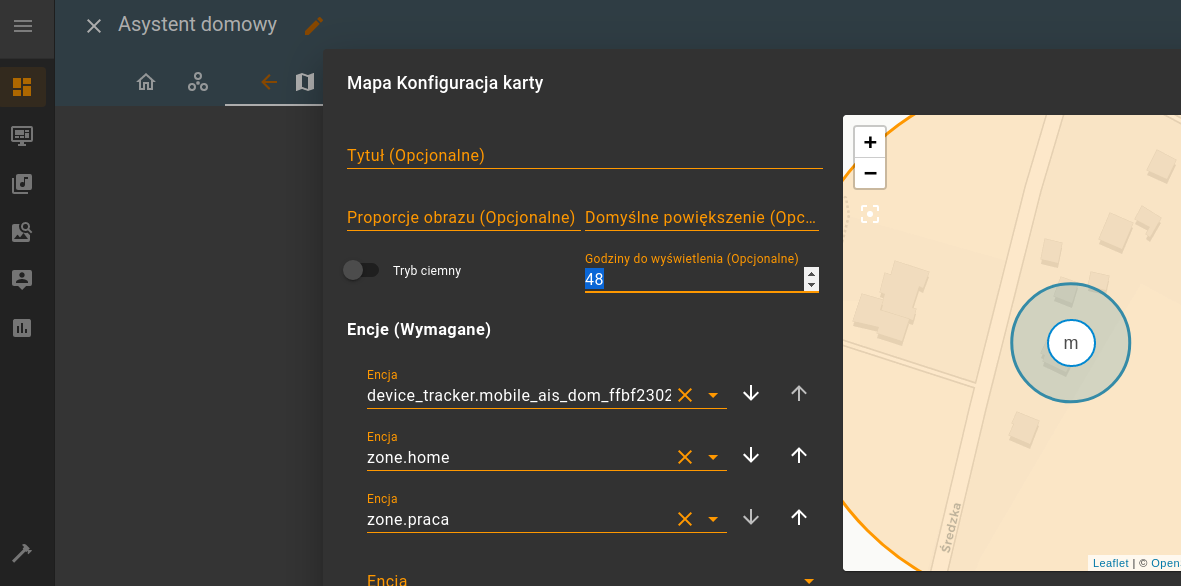 Asystent domowy
Mapa Konfiguracja karty
Tytuł (Opcjonalne)
Proporcje obrazu (Opcjonalne) Domyślne powiększenie (Opc...
Tryb ciemny
Godziny do wyświetlenia (Opcjonalne)
48
Encje (Wymagane)
Encja
device_tracker.mobile_ais_dom_ffbf2302
Encja
zone.home
Encja
zone.praca
Encja
+
−
m
Średzka
Leaflet | © Open